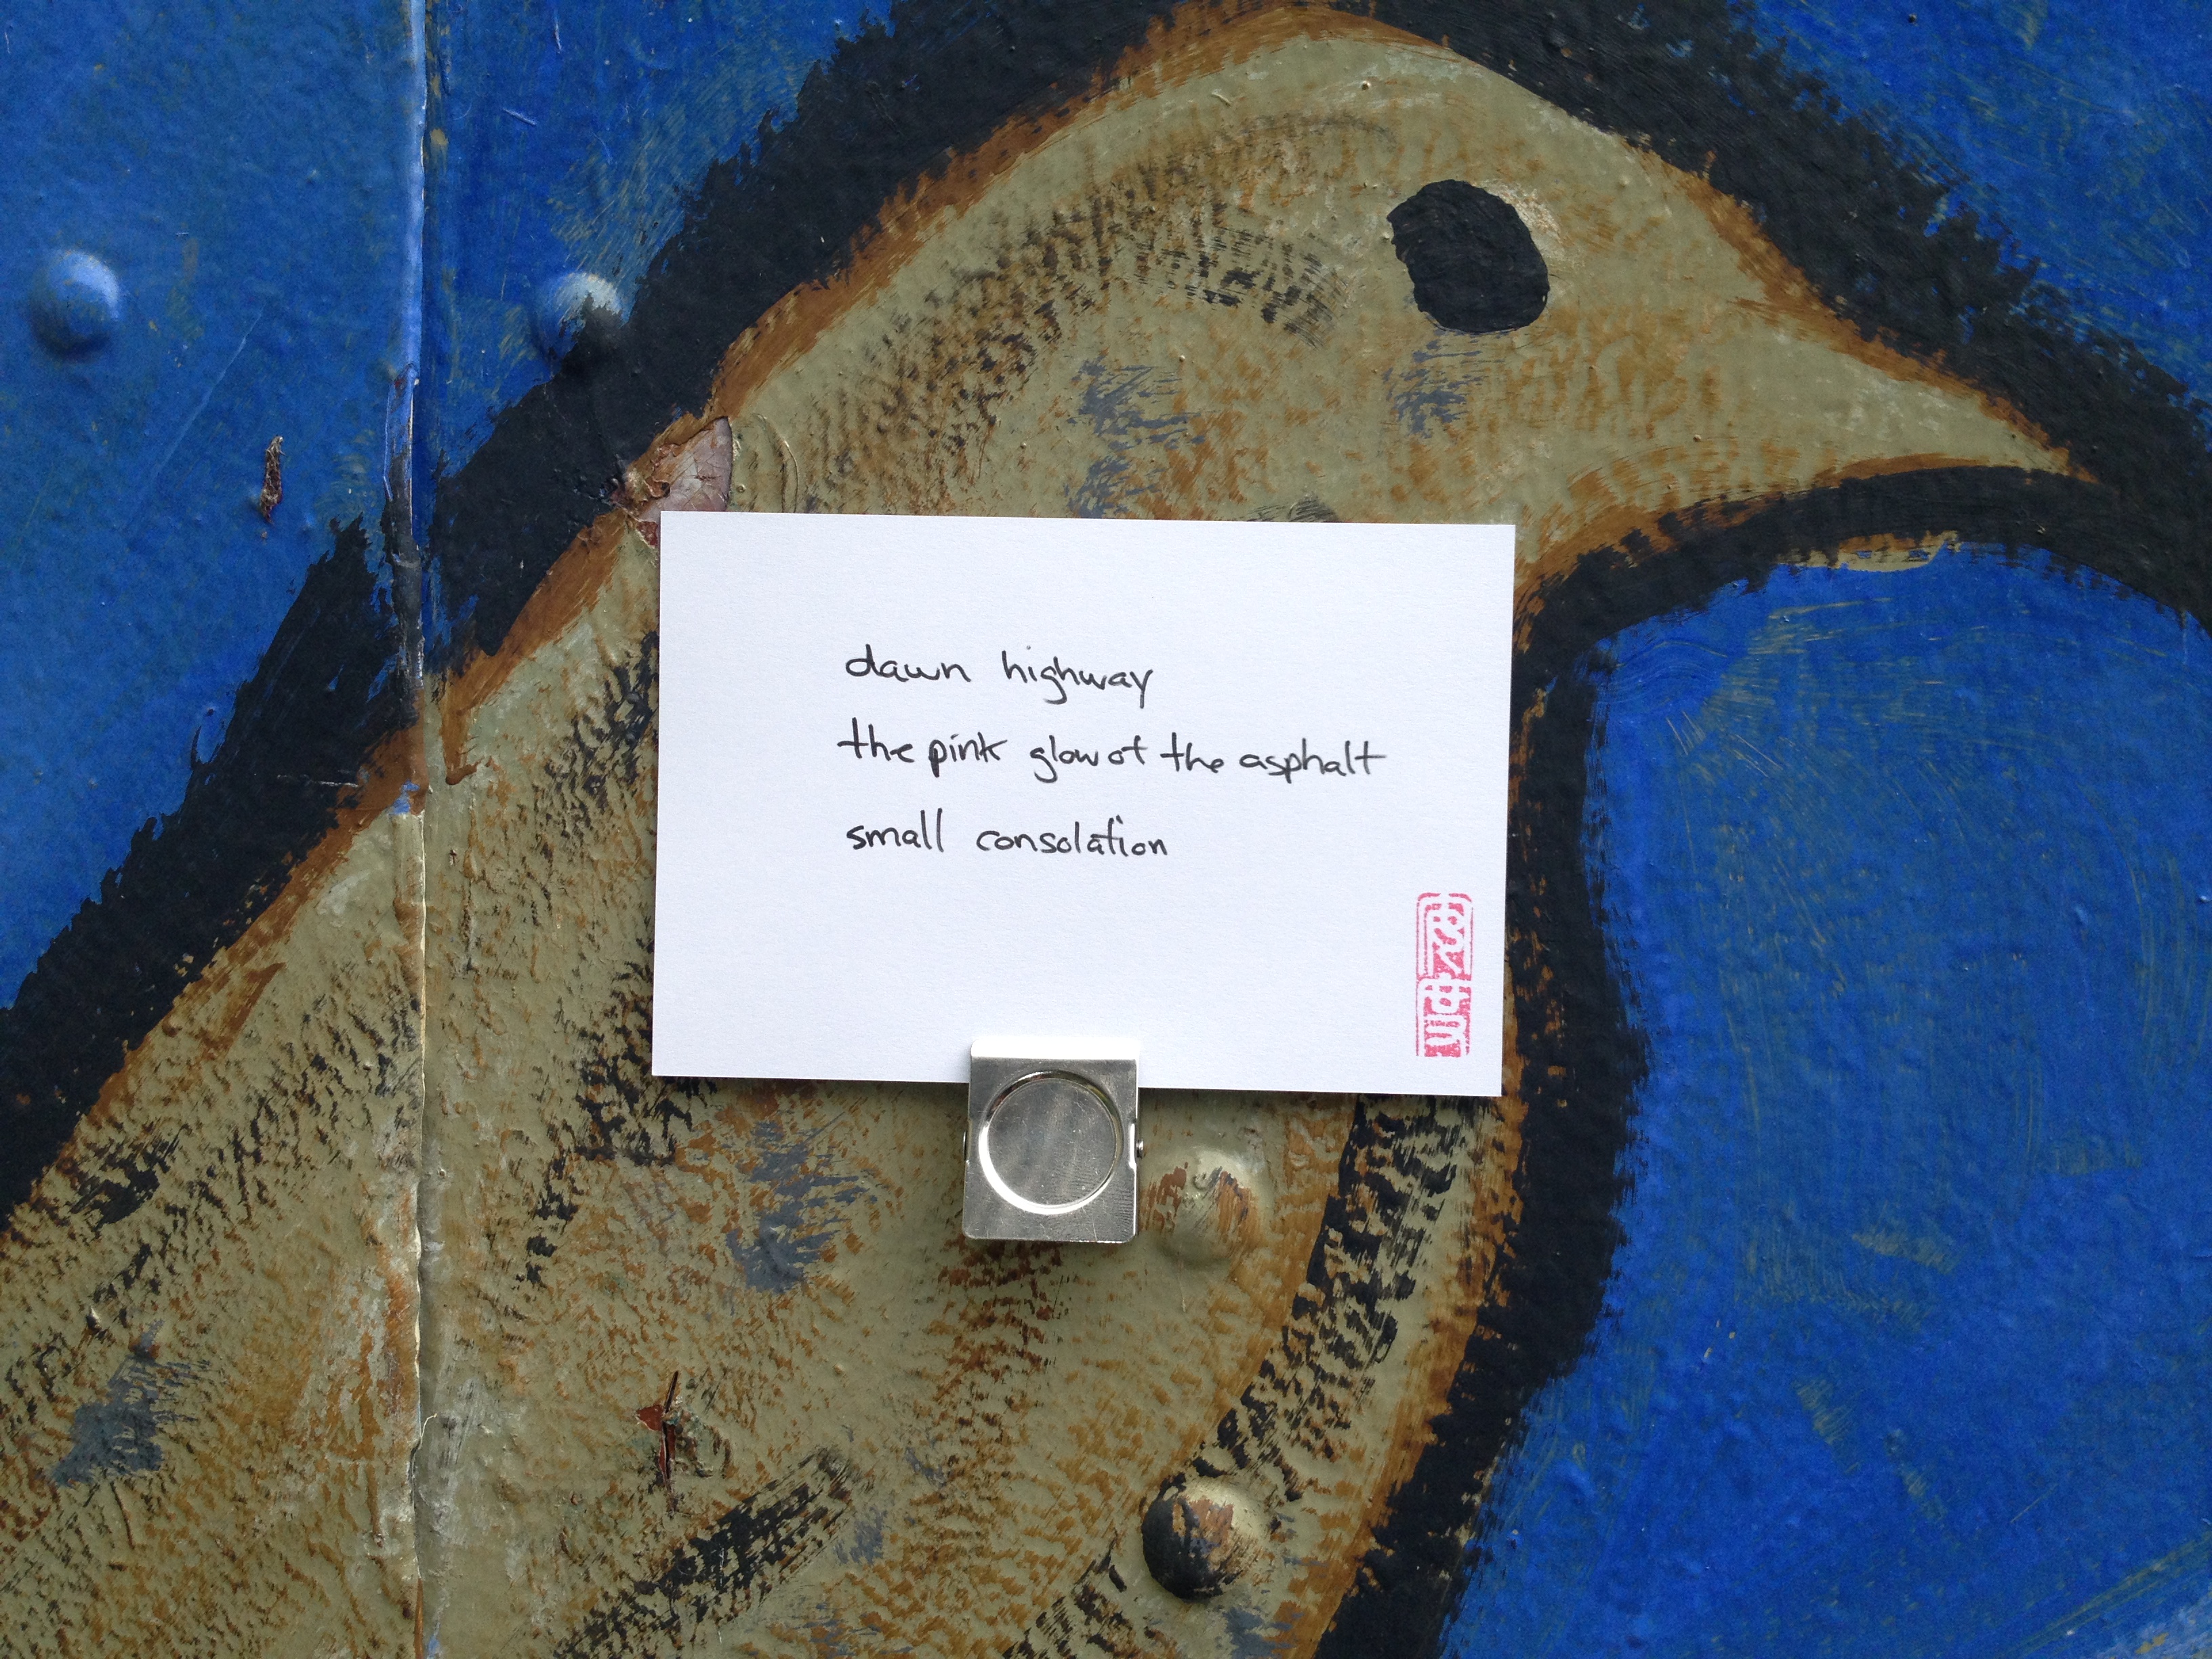 dawn highway
the pink glow of the asphalt
small consolation